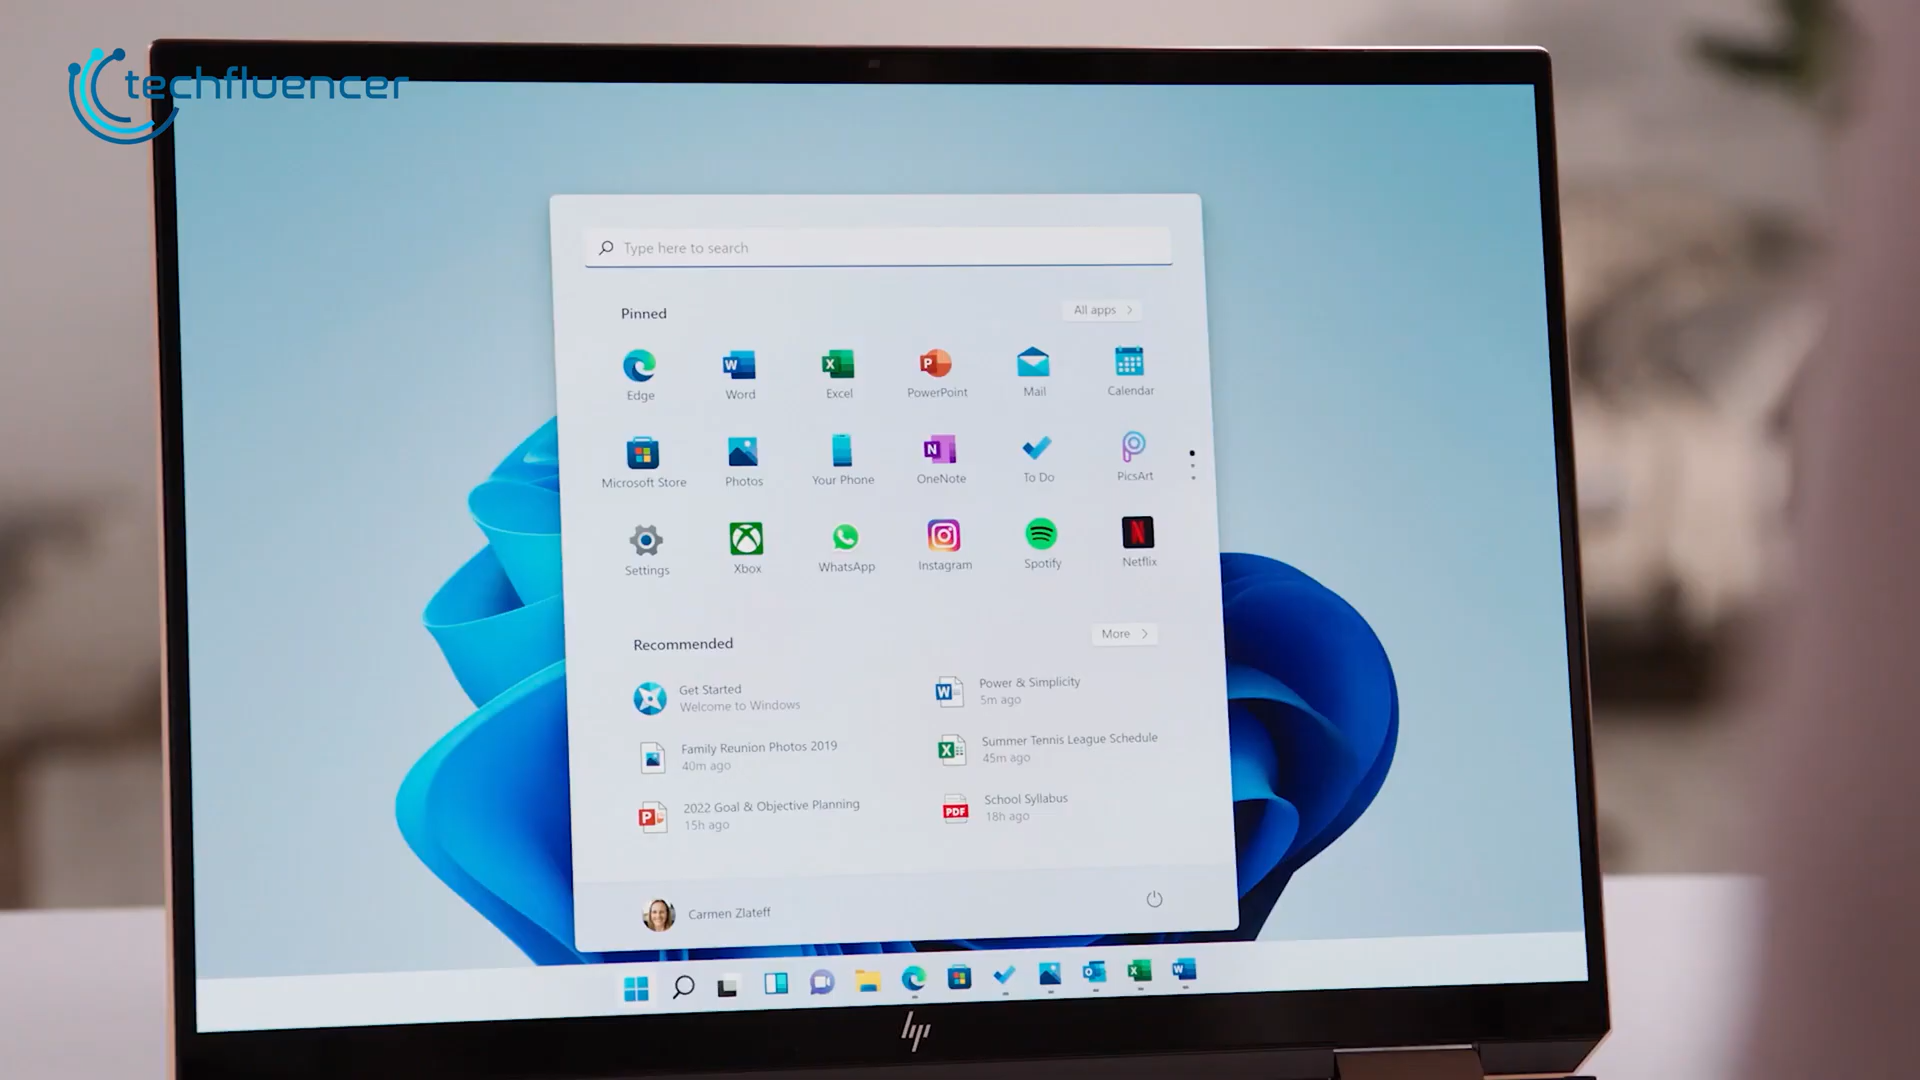 techfluencer
Type here to search
Pinned
All apps
Edge
Word
Excel
PowerPoint
Mail
Calendar
Microsoft Store
Photos
Your Phone
OneNote
To Do
PicsArt
Settings
Xbox
WhatsApp
Instagram
Spotify
Netflix
Recommended
More
Get Started
Welcome to Windows
Power & Simplicity
5m ago
Family Reunion Photos 2019
40m ago
Summer Tennis League Schedule
45m ago
2022 Goal & Objective Planning
15h ago
PDF
School Syllabus
18h ago
Carmen Zlateff
hp